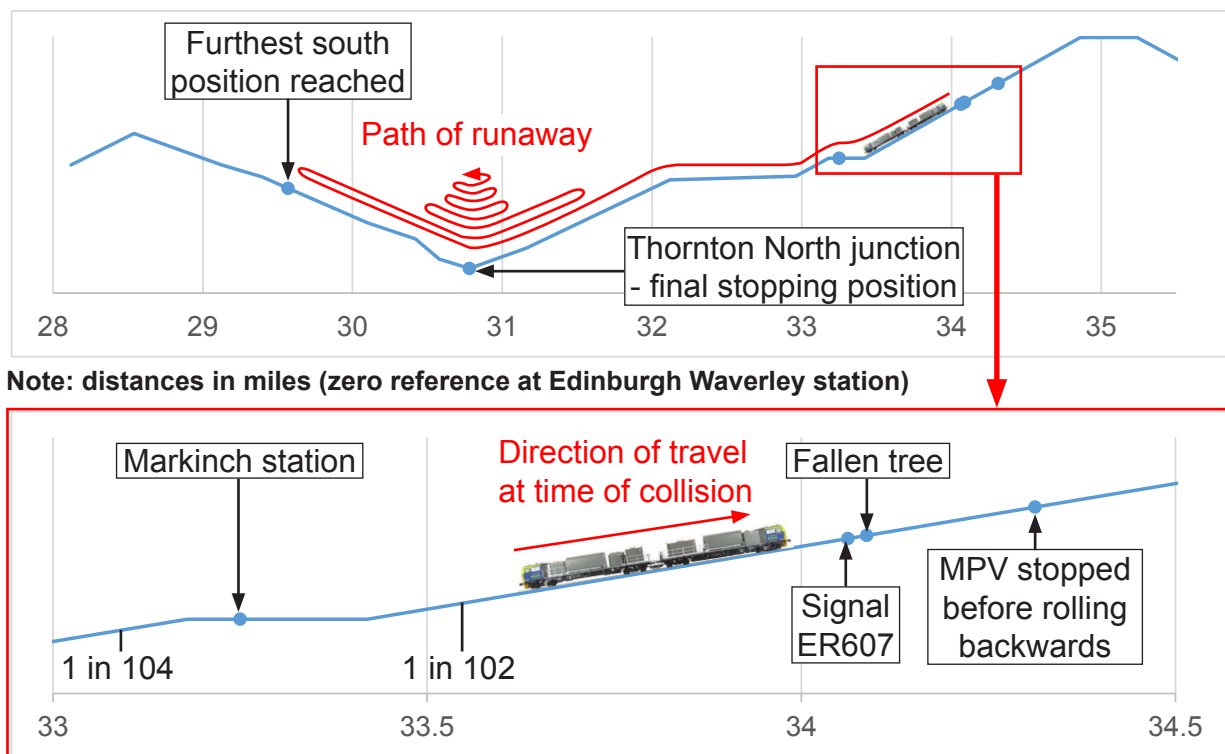 Furthest south
position reached
Path of runaway
Thornton North junction
- final stopping position
28 29 30 31 32 33 34 35
Note: distances in miles (zero reference at Edinburgh Waverley station)
Markinch station
Direction of travel
at time of collision
Fallen tree
Signal
ER607
MPV stopped
before rolling
backwards
1 in 104
1 in 102
33 33.5 34 34.5